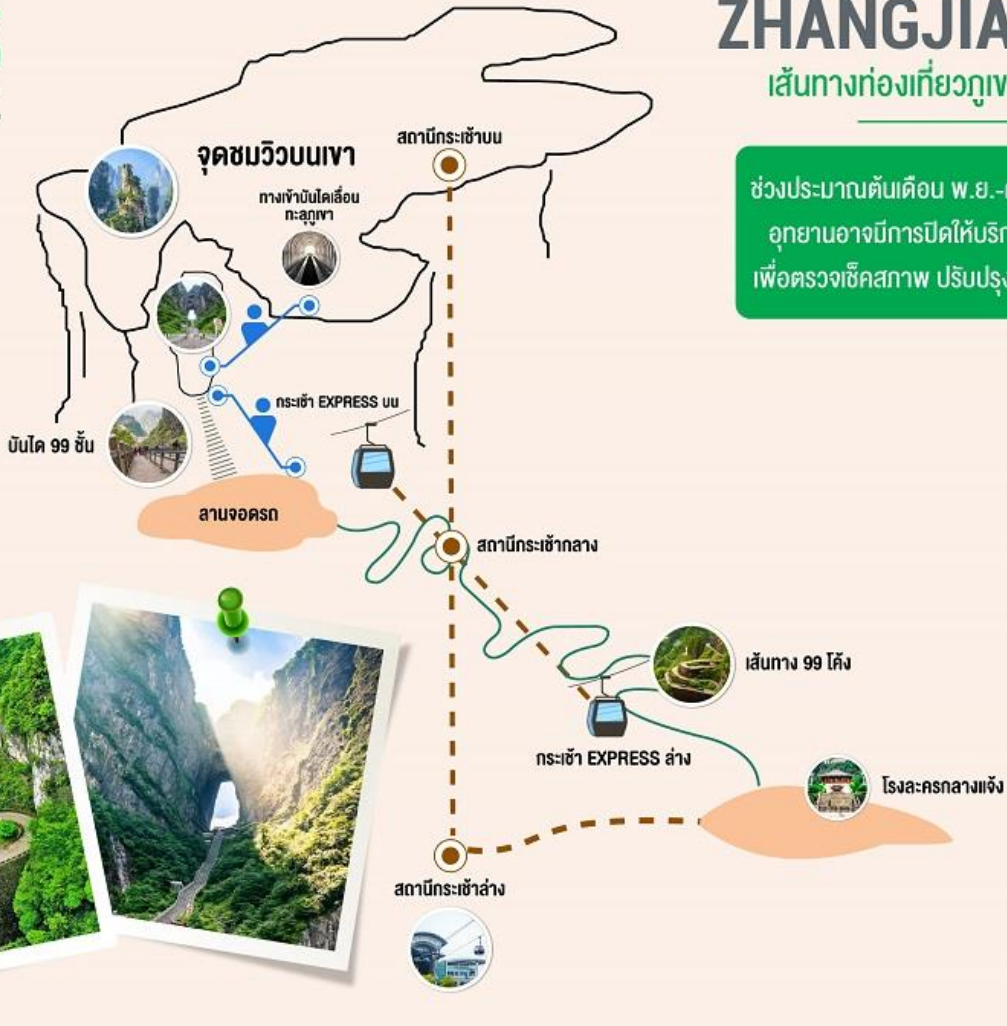 ZHANGJIA
เส้นทางท่องเที่ยวภูเข
ช่วงประมาณต้นเดือน พ.ย.-
อุทยานอาจมีการปิดให้บริก
เพื่อตรวจเช็คสภาพ ปรับปรุง
สถานีกระเช้าบน
จุดชมวิวบนเขา
ทางเข้าบันไดเลื่อน
ทะลุภูเขา
กระเช้า EXPRESS บน
บันได 99 ขั้น
ลานจอดรถ
สถานีกระเช้ากลาง
เส้นทาง 99 โค้ง
กระเช้า EXPRESS ล่าง
โรงละครกลางแจ้ง
สถานีกระเช้าล่าง